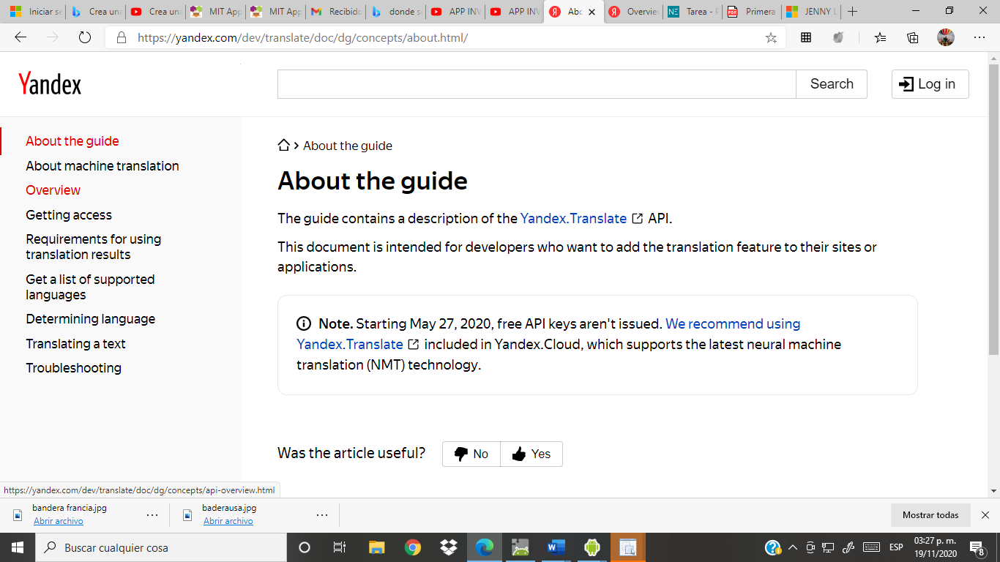 Iniciar se
Crea una
Crea una
MIT App
MIT App
Recibido
donde se
APP INV
APP INV
Abo
Overvie
Tarea - F
Primera
JENNY L
https://yandex.com/dev/translate/doc/dg/concepts/about.html/
Yandex
Search
Log in
About the guide
About machine translation
Overview
Getting access
Requirements for using
translation results
Get a list of supported
languages
Determining language
Translating a text
Troubleshooting
About the guide
About the guide
The guide contains a description of the Yandex.Translate API.
This document is intended for developers who want to add the translation feature to their sites or
applications.
Note. Starting May 27, 2020, free API keys aren't issued. We recommend using
Yandex.Translate included in Yandex.Cloud, which supports the latest neural machine
translation (NMT) technology.
Was the article useful?
No
Yes
https://yandex.com/dev/translate/doc/dg/concepts/api-overview.html
bandera francia.jpg
Abrir archivo
baderausa.jpg
Abrir archivo
Mostrar todas
Buscar cualquier cosa
ESP
03:27 p. m.
19/11/2020
8